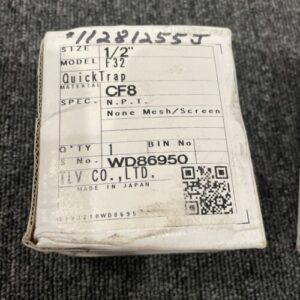 *11281255J
SIZE 1/2"
MODEL F32
QuickTrap
MATERIAL CF8
SPEC. N.P.T.
None Mesh/Screen
Q'TY 1 BIN No
S No. WD86950
TLV CO.,LTD.
MADE IN JAPAN